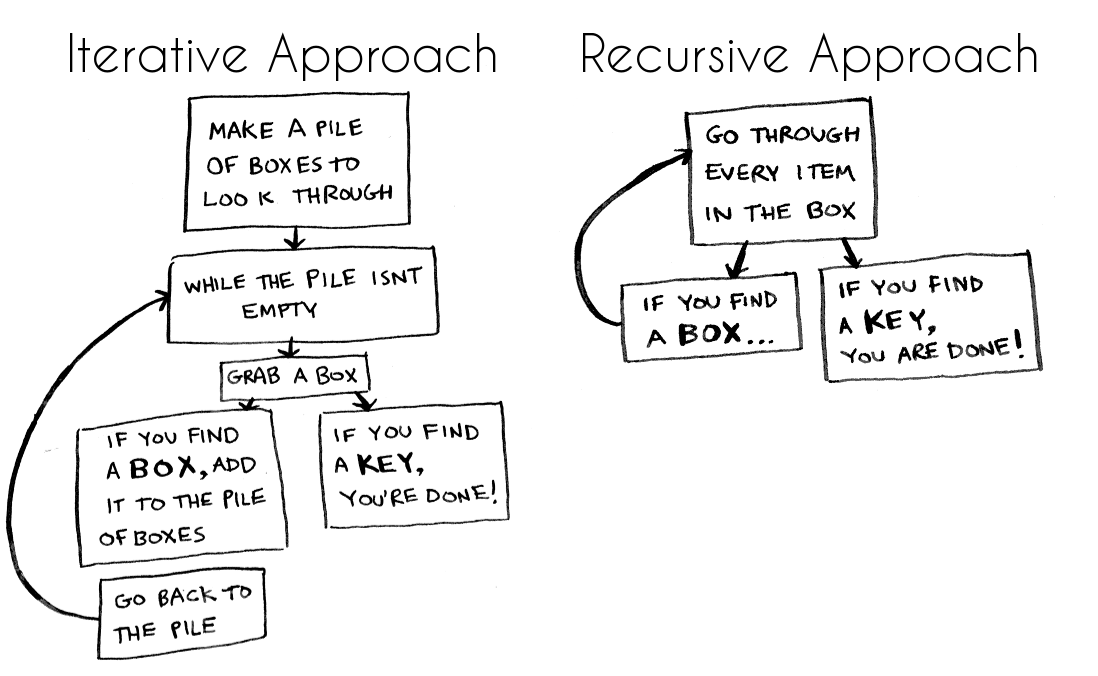 Iterative Approach
MAKE A PILE
OF BOXES TO
LOOK THROUGH
WHILE THE PILE ISNT
EMPTY
GRAB A BOX
IF YOU FIND
A BOX, ADD
IT TO THE PILE
OF BOXES
IF YOU FIND
A KEY,
YOU'RE DONE!
GO BACK TO
THE PILE
Recursive Approach
GO THROUGH
EVERY ITEM
IN THE BOX
IF YOU FIND
A BOX...
IF YOU FIND
A KEY,
YOU ARE DONE!